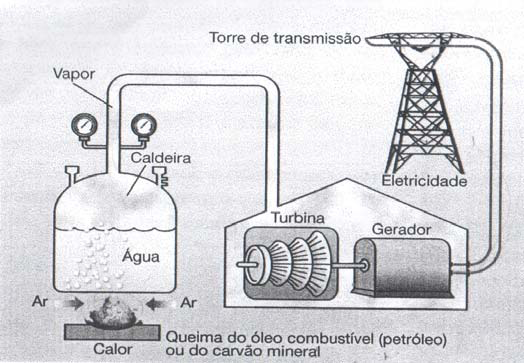 Torre de transmissão
Vapor
Caldeira
Eletricidade
Turbina
Gerador
Água
Ar
Ar
Calor
Queima do óleo combustível (petróleo)
ou do carvão mineral